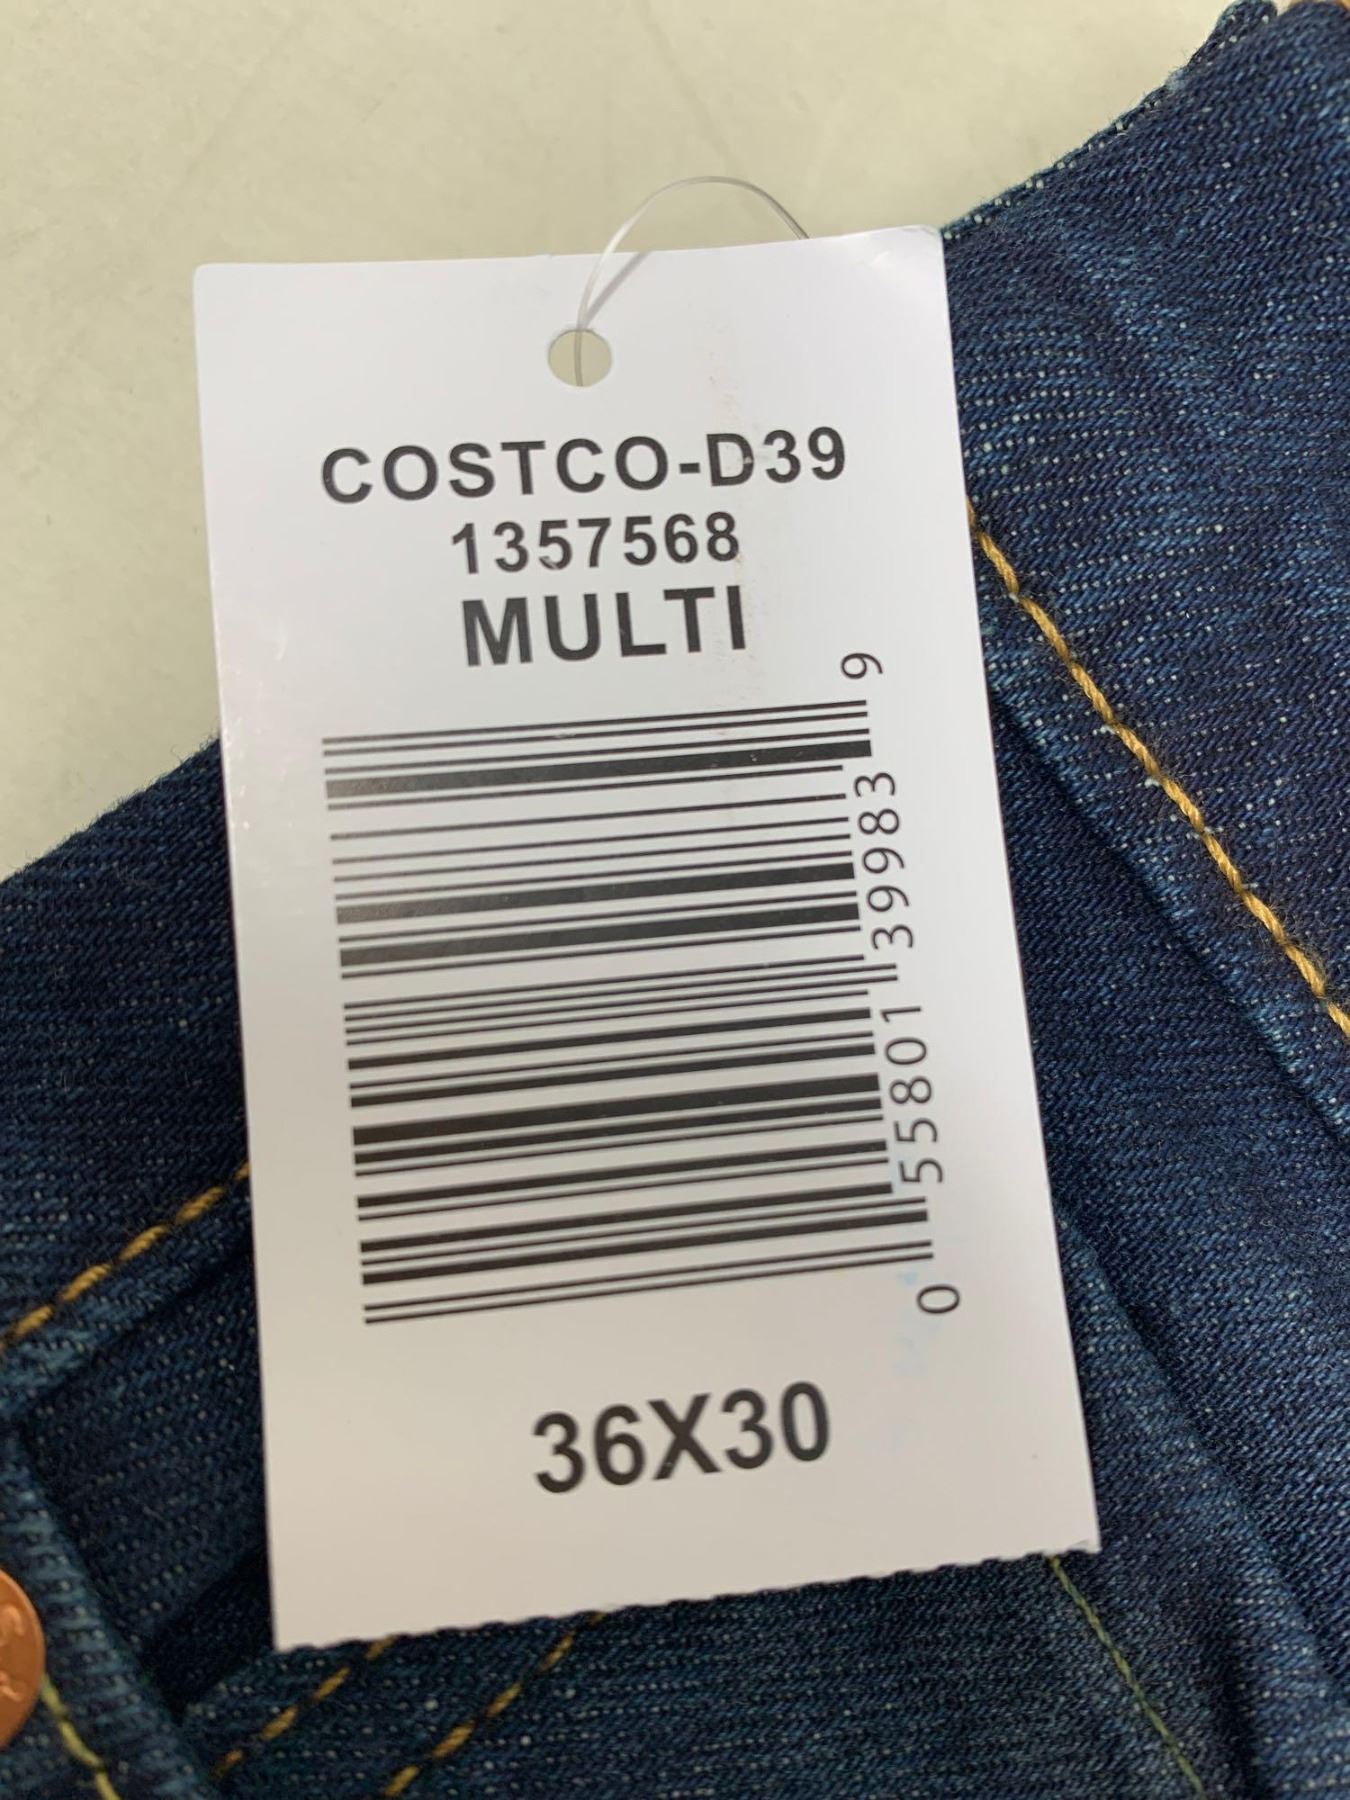 COSTCO-D39
1357568
MULTI
0 55801 39983 9
36X30